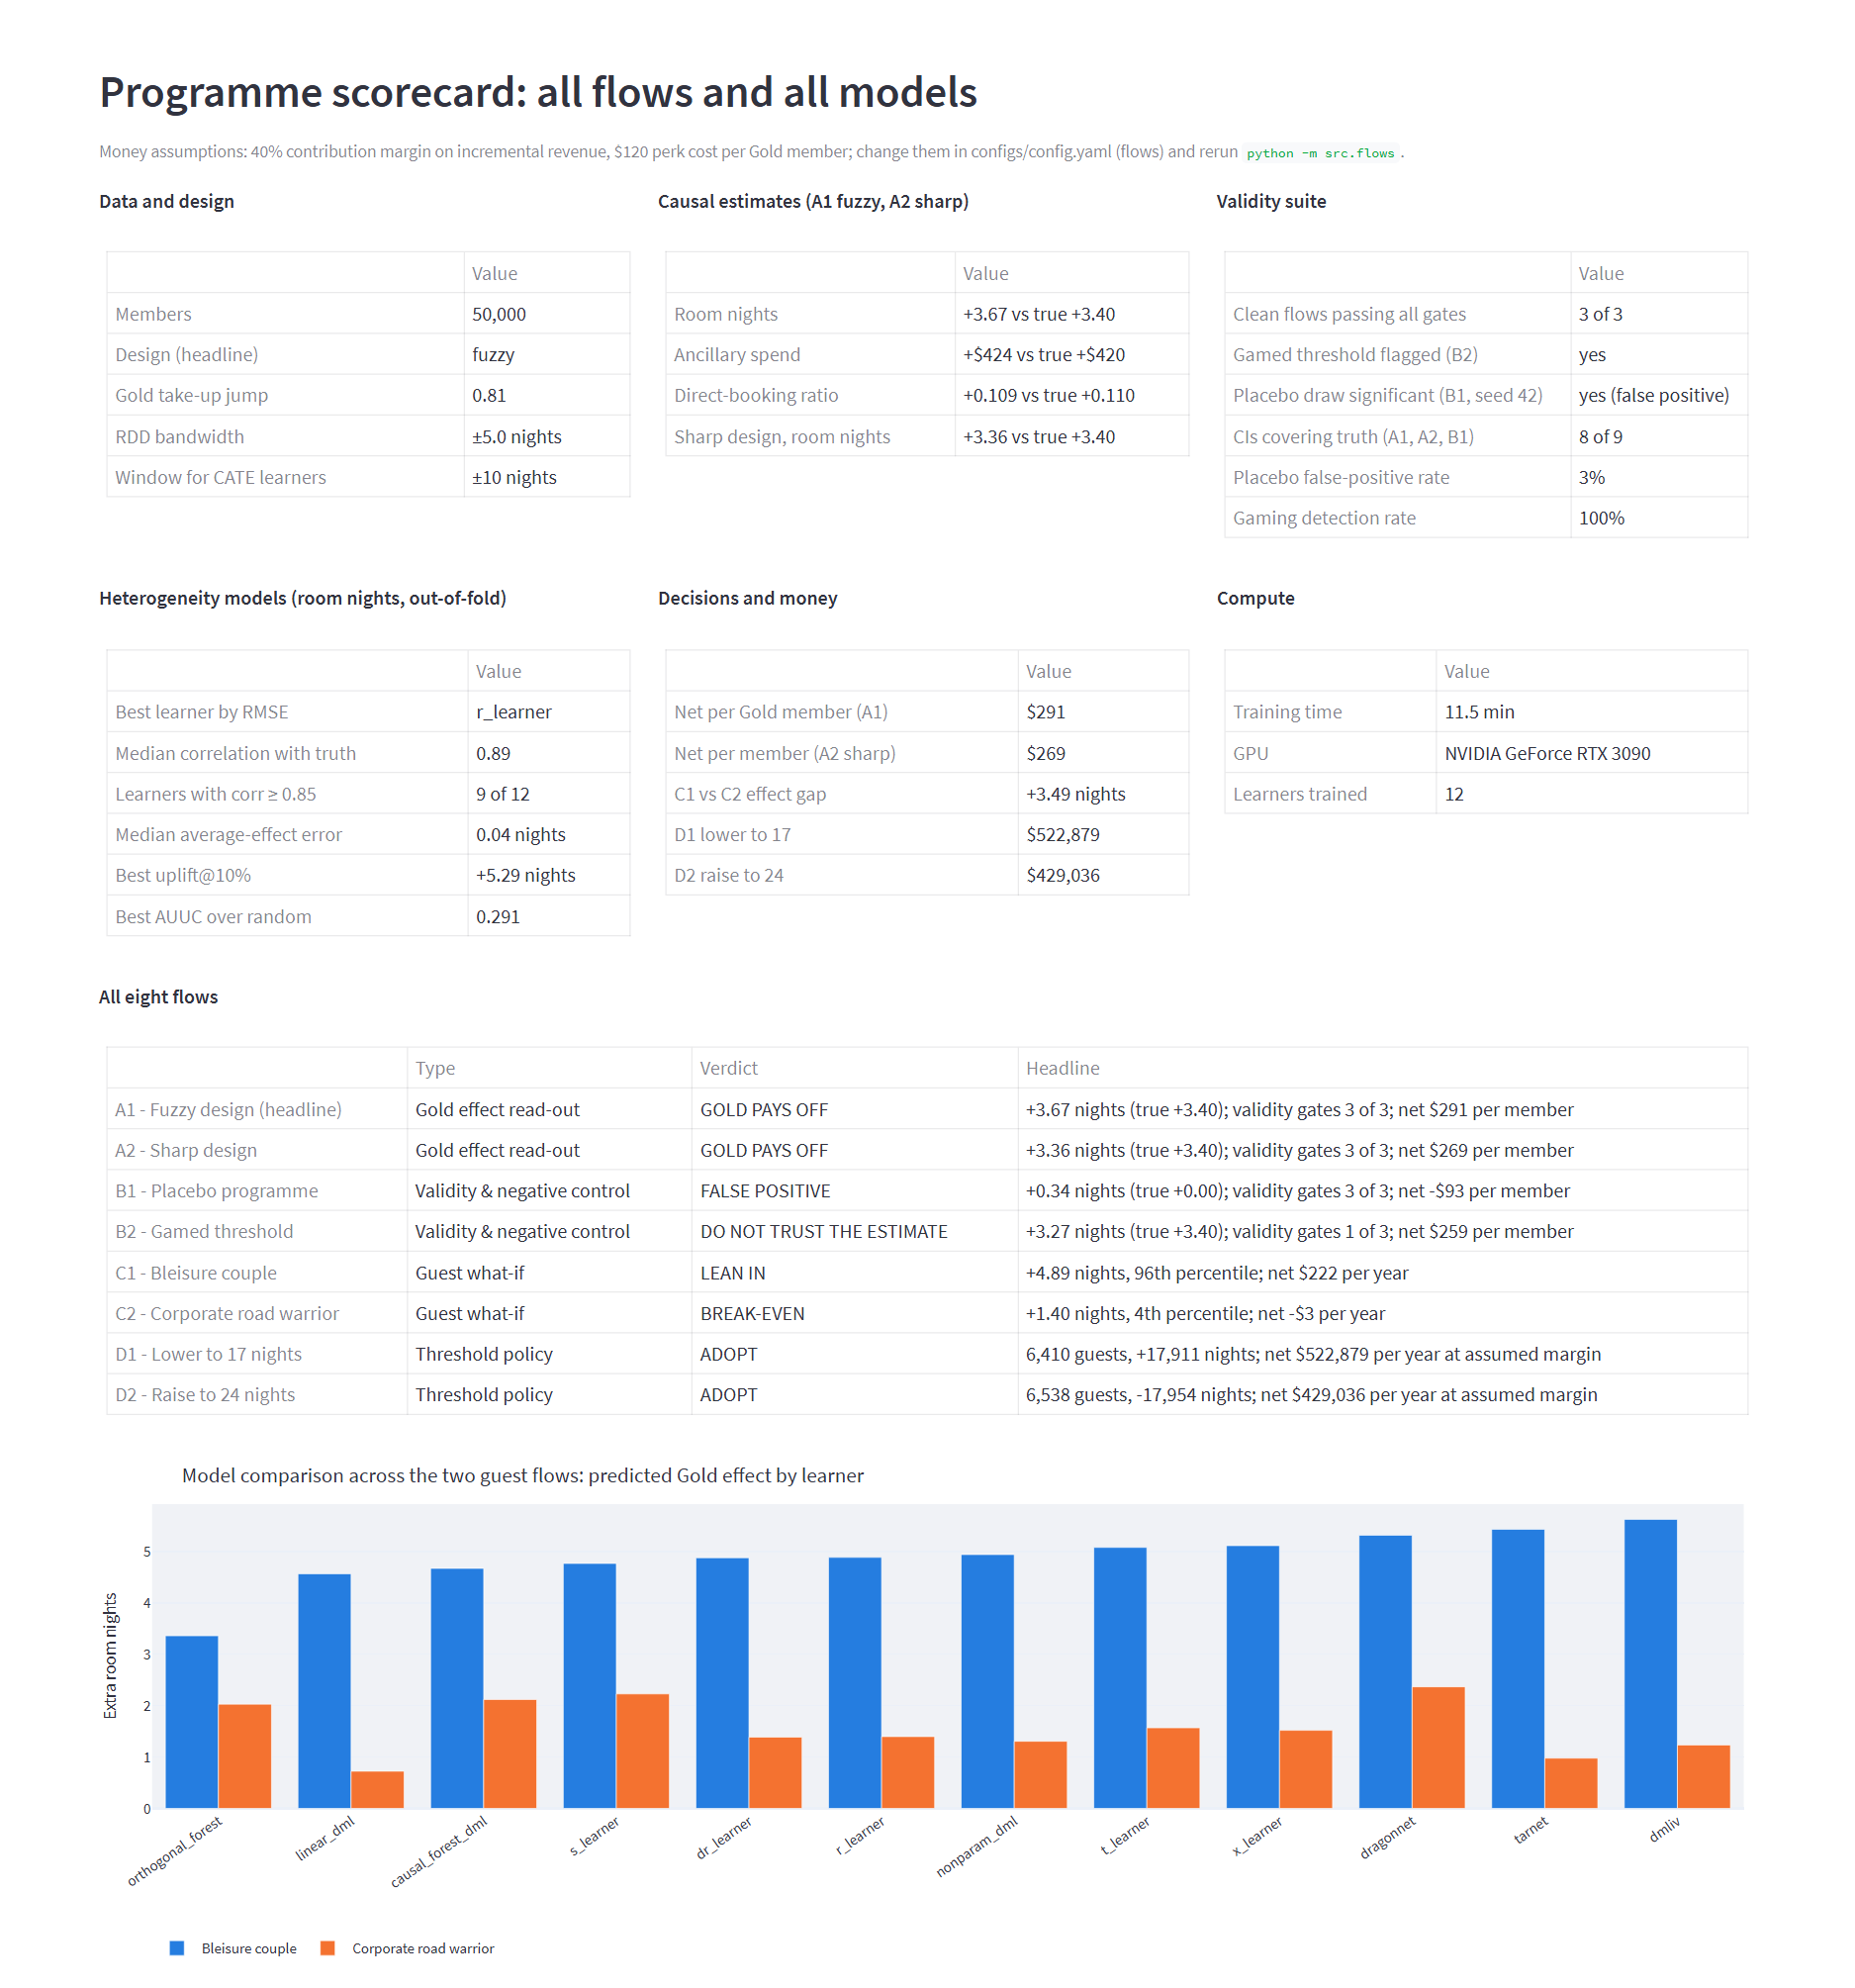 Programme scorecard: all flows and all models
Money assumptions: 40% contribution margin on incremental revenue, $120 perk cost per Gold member; change them in configs/config.yaml (flows) and rerun python -m src.flows.
Data and design
Value
Members 50,000
Design (headline) fuzzy
Gold take-up jump 0.81
RDD bandwidth ±5.0 nights
Window for CATE learners ±10 nights
Causal estimates (A1 fuzzy, A2 sharp)
Value
Room nights +3.67 vs true +3.40
Ancillary spend +$424 vs true +$420
Direct-booking ratio +0.109 vs true +0.110
Sharp design, room nights +3.36 vs true +3.40
Validity suite
Value
Clean flows passing all gates 3 of 3
Gamed threshold flagged (B2) yes
Placebo draw significant (B1, seed 42) yes (false positive)
CIs covering truth (A1, A2, B1) 8 of 9
Placebo false-positive rate 3%
Gaming detection rate 100%
Heterogeneity models (room nights, out-of-fold)
Value
Best learner by RMSE r_learner
Median correlation with truth 0.89
Learners with corr ≥ 0.85 9 of 12
Median average-effect error 0.04 nights
Best uplift@10% +5.29 nights
Best AUUC over random 0.291
Decisions and money
Value
Net per Gold member (A1) $291
Net per member (A2 sharp) $269
C1 vs C2 effect gap +3.49 nights
D1 lower to 17 $522,879
D2 raise to 24 $429,036
Compute
Value
Training time 11.5 min
GPU NVIDIA GeForce RTX 3090
Learners trained 12
All eight flows
Type Verdict Headline
A1 - Fuzzy design (headline) Gold effect read-out GOLD PAYS OFF +3.67 nights (true +3.40); validity gates 3 of 3; net $291 per member
A2 - Sharp design Gold effect read-out GOLD PAYS OFF +3.36 nights (true +3.40); validity gates 3 of 3; net $269 per member
B1 - Placebo programme Validity & negative control FALSE POSITIVE +0.34 nights (true +0.00); validity gates 3 of 3; net -$93 per member
B2 - Gamed threshold Validity & negative control DO NOT TRUST THE ESTIMATE +3.27 nights (true +3.40); validity gates 1 of 3; net $259 per member
C1 - Bleisure couple Guest what-if LEAN IN +4.89 nights, 96th percentile; net $222 per year
C2 - Corporate road warrior Guest what-if BREAK-EVEN +1.40 nights, 4th percentile; net -$3 per year
D1 - Lower to 17 nights Threshold policy ADOPT 6,410 guests, +17,911 nights; net $522,879 per year at assumed margin
D2 - Raise to 24 nights Threshold policy ADOPT 6,538 guests, -17,954 nights; net $429,036 per year at assumed margin
Model comparison across the two guest flows: predicted Gold effect by learner
Extra room nights
5
4
3
2
1
0
orthogonal_forest linear_dml causal_forest_dml s_learner dr_learner r_learner nonparam_dml t_learner x_learner dragonnet tarnet dmliv
Bleisure couple Corporate road warrior